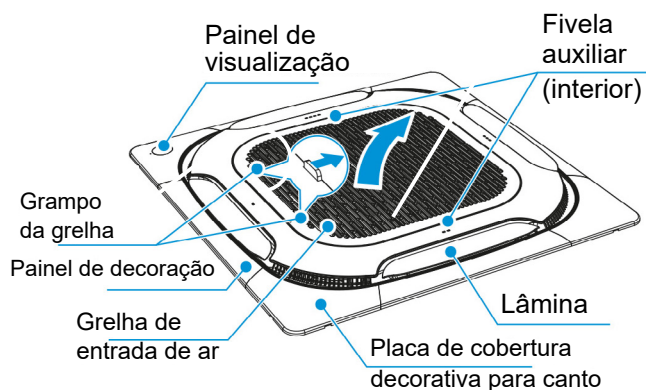 Painel de
visualização
Fivela
auxiliar
(interior)
Grampo
da grelha
Painel de decoração
Grelha de
entrada de ar
Lâmina
Placa de cobertura
decorativa para canto